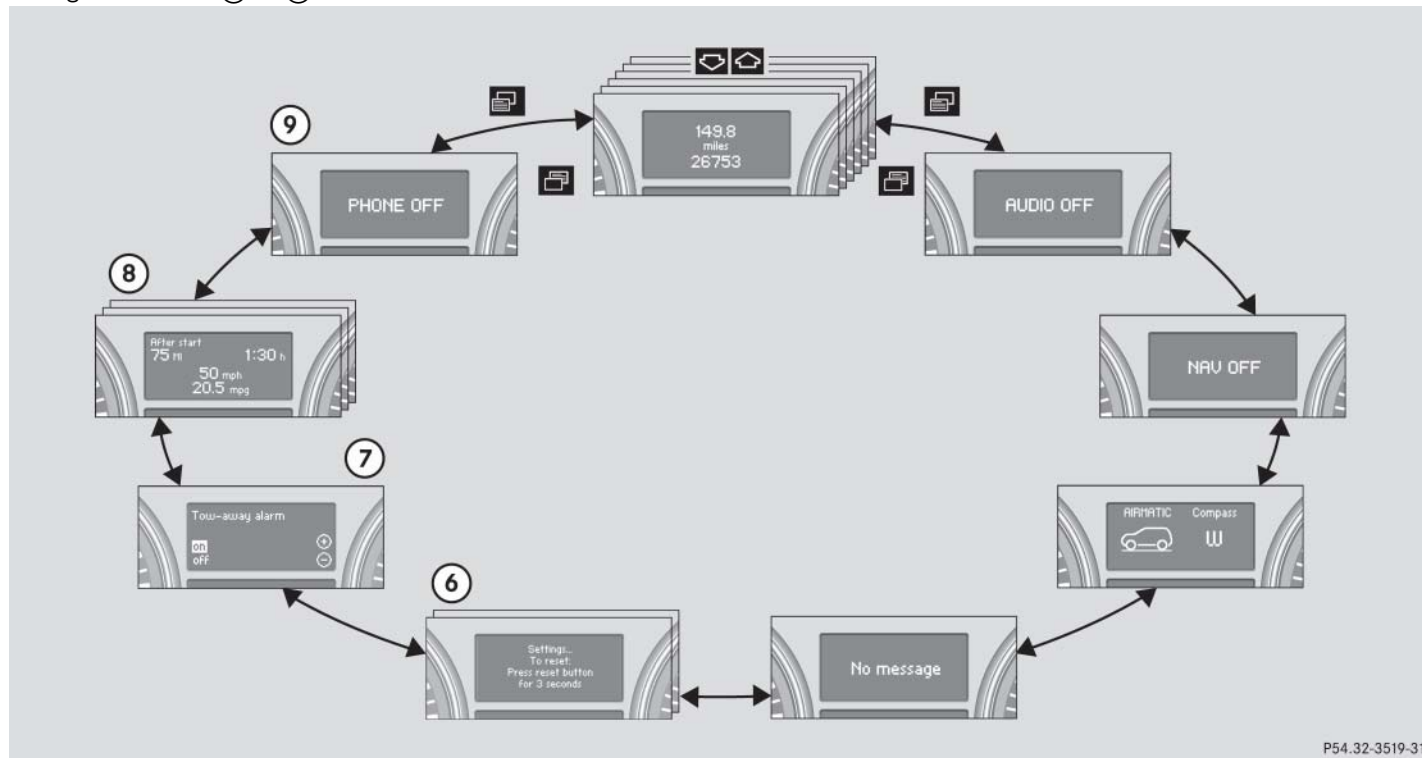 149.8
miles
26753
9
PHONE OFF
AUDIO OFF
8
After start
75 mi 1:30 h
50 mph
20.5 mpg
NAV OFF
7
Tow-away alarm
on
off
AIRMATIC Compass
W
6
Settings...
To reset:
Press reset button
for 3 seconds
No message
P54.32-3519-31